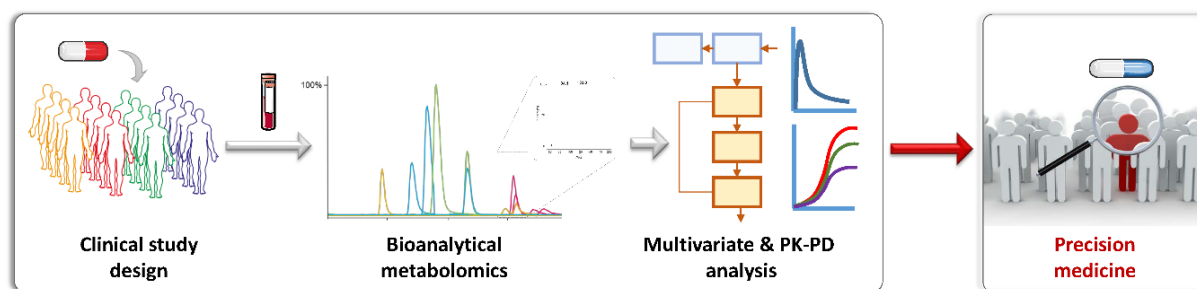 100%
Clinical study
design
Bioanalytical
metabolomics
Multivariate & PK-PD
analysis
Precision
medicine